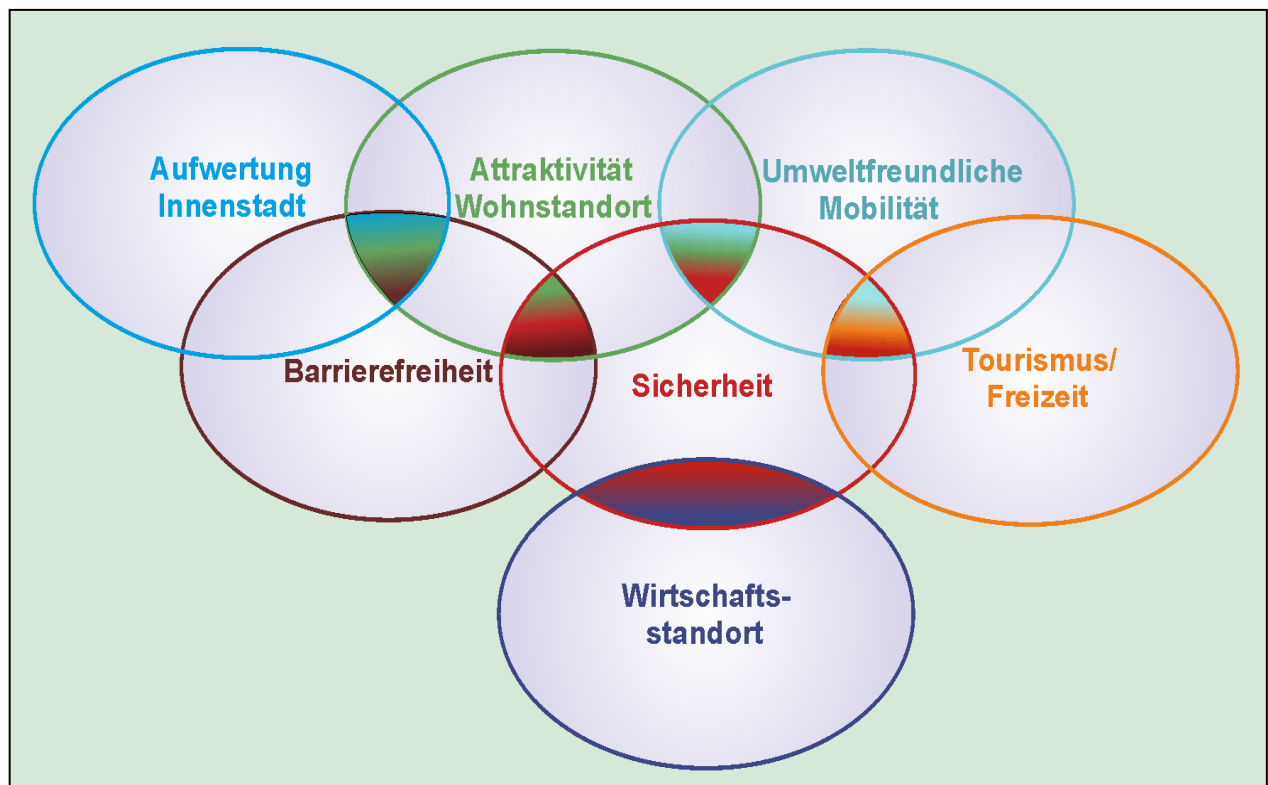 Aufwertung
Innenstadt
Attraktivität
Wohnstandort
Umweltfreundliche
Mobilität
Barrierefreiheit
Sicherheit
Tourismus/
Freizeit
Wirtschafts-
standort